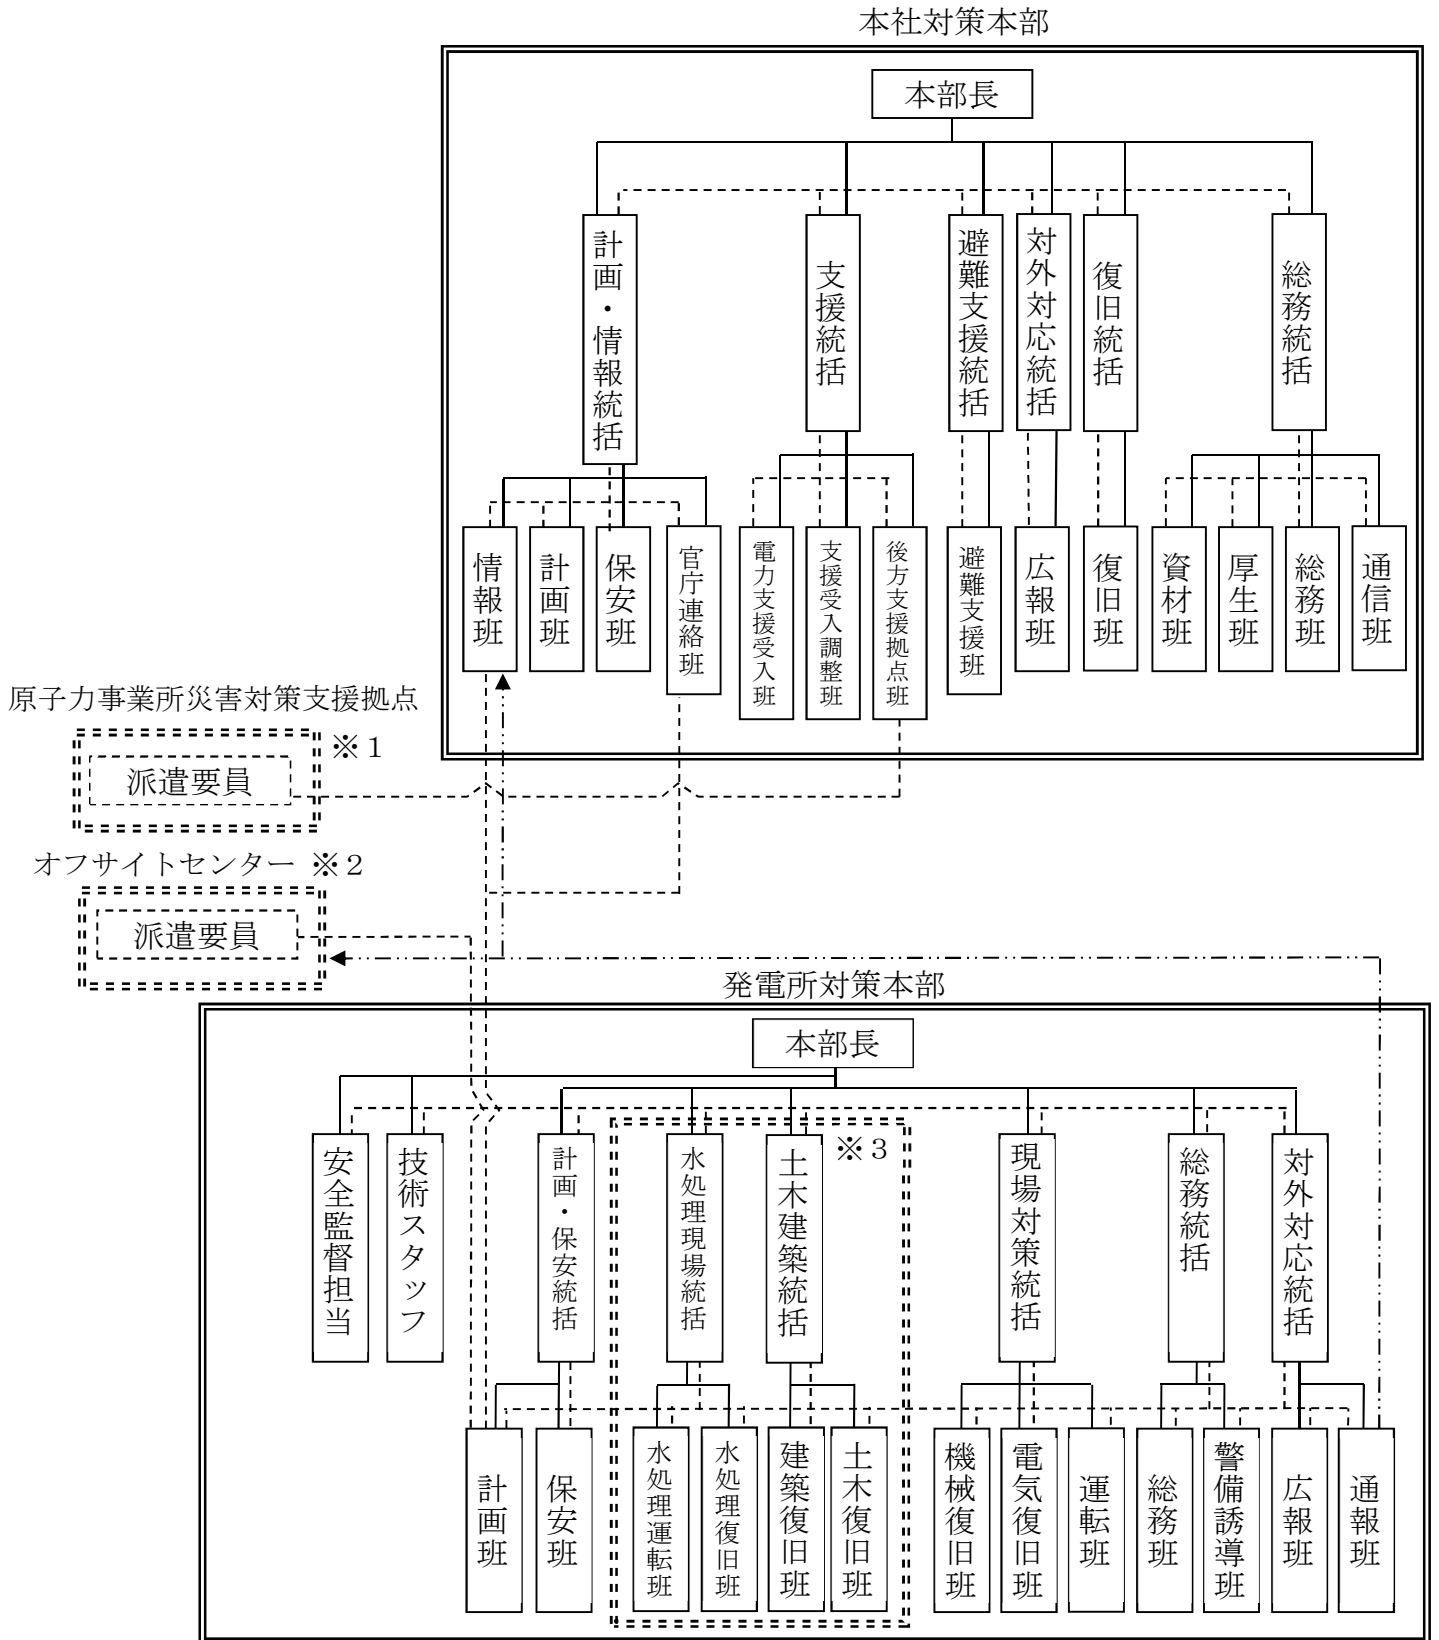 本社対策本部
本部長
計画・情報統括
支援統括
避難支援統括
対外対応統括
復旧統括
総務統括
情報班
計画班
保安班
官庁連絡班
電力支援受入班
支援受入調整班
後方支援拠点班
避難支援班
広報班
復旧班
資材班
厚生班
総務班
通信班
原子力事業所災害対策支援拠点
派遣要員
※1
オフサイトセンター ※2
派遣要員
発電所対策本部
本部長
安全監督担当
技術スタッフ
計画・保安統括
水処理現場統括
土木建築統括
※3
現場対策統括
総務統括
対外対応統括
計画班
保安班
水処理運転班
水処理復旧班
建築復旧班
土木復旧班
機械復旧班
電気復旧班
運転班
総務班
警備誘導班
広報班
通報班